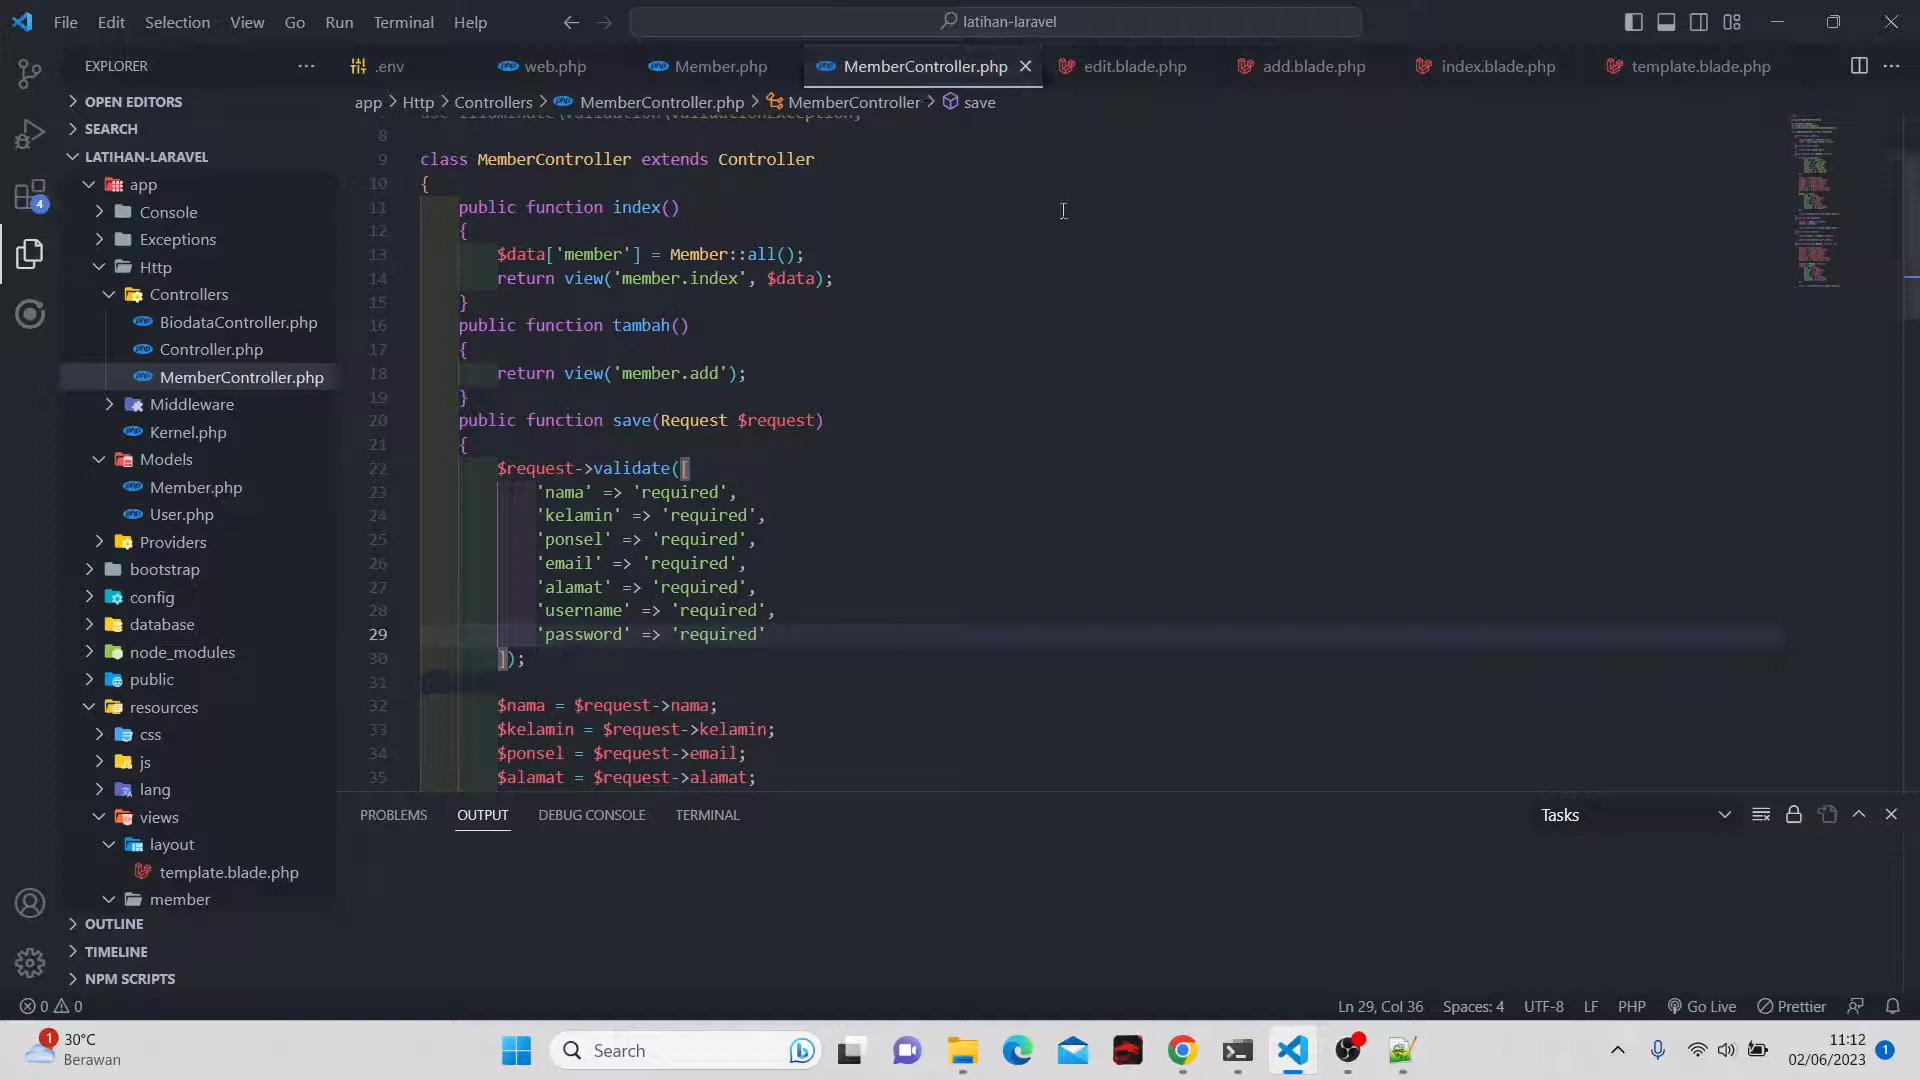 File Edit Selection View Go Run Terminal Help
latihan-laravel
EXPLORER
.env
web.php
Member.php
MemberController.php
edit.blade.php
add.blade.php
index.blade.php
template.blade.php
app > Http > Controllers > MemberController.php > MemberController > save
OPEN EDITORS
SEARCH
LATIHAN-LARAVEL
app
Console
Exceptions
Http
Controllers
BiodataController.php
Controller.php
MemberController.php
Middleware
Kernel.php
Models
Member.php
User.php
Providers
bootstrap
config
database
node_modules
public
resources
css
js
lang
views
layout
template.blade.php
member
OUTLINE
TIMELINE
NPM SCRIPTS
use Illuminate\Validation\ValidationException;
8
9 class MemberController extends Controller
10 {
11 public function index()
12 {
13 $data['member'] = Member::all();
14 return view('member.index', $data);
15 }
16 public function tambah()
17 {
18 return view('member.add');
19 }
20 public function save(Request $request)
21 {
22 $request->validate([
23 'nama' => 'required',
24 'kelamin' => 'required',
25 'ponsel' => 'required',
26 'email' => 'required',
27 'alamat' => 'required',
28 'username' => 'required',
29 'password' => 'required'
30 ]);
31
32 $nama = $request->nama;
33 $kelamin = $request->kelamin;
34 $ponsel = $request->email;
35 $alamat = $request->alamat;
PROBLEMS OUTPUT DEBUG CONSOLE TERMINAL
Tasks
4
0 0
Ln 29, Col 36 Spaces: 4 UTF-8 LF PHP Go Live Prettier
1
30°C
Berawan
Search
11:12
02/06/2023
1